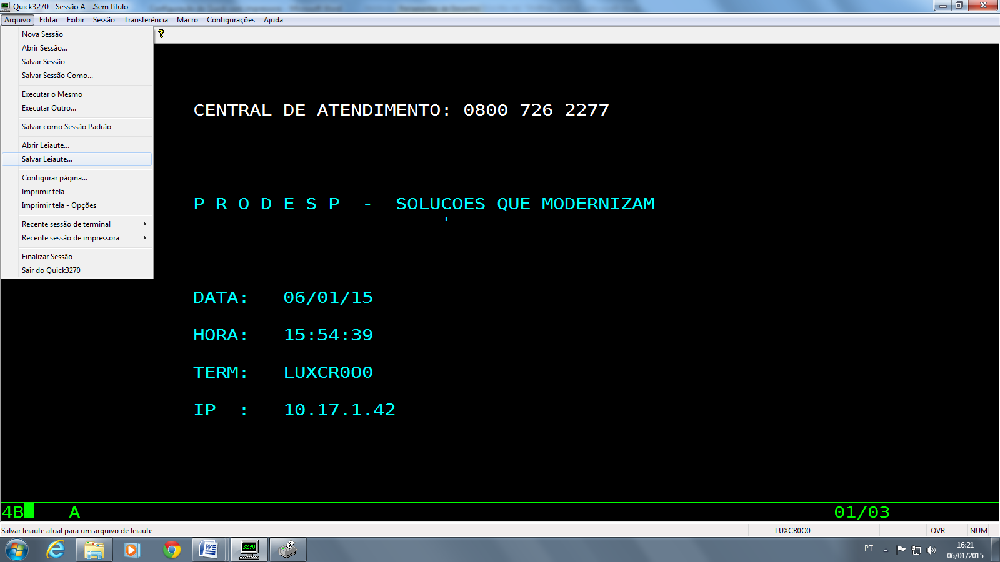 Quick3270 - Sessão A - .Sem título
Arquivo Editar Exibir Sessão Transferência Macro Configurações Ajuda
Nova Sessão
Abrir Sessão...
Salvar Sessão
Salvar Sessão Como...
Executar o Mesmo
Executar Outro...
Salvar como Sessão Padrão
Abrir Leiaute...
Salvar Leiaute...
Configurar página...
Imprimir tela
Imprimir tela - Opções
Recente sessão de terminal
Recente sessão de impressora
Finalizar Sessão
Sair do Quick3270
CENTRAL DE ATENDIMENTO: 0800 726 2277
P R O D E S P - SOLUCOES QUE MODERNIZAM
DATA: 06/01/15
HORA: 15:54:39
TERM: LUXCR0O0
IP : 10.17.1.42
4B A 01/03
Salvar leiaute atual para um arquivo de leiaute LUXCR0O0 OVR NUM
3270
PT 16:21
06/01/2015